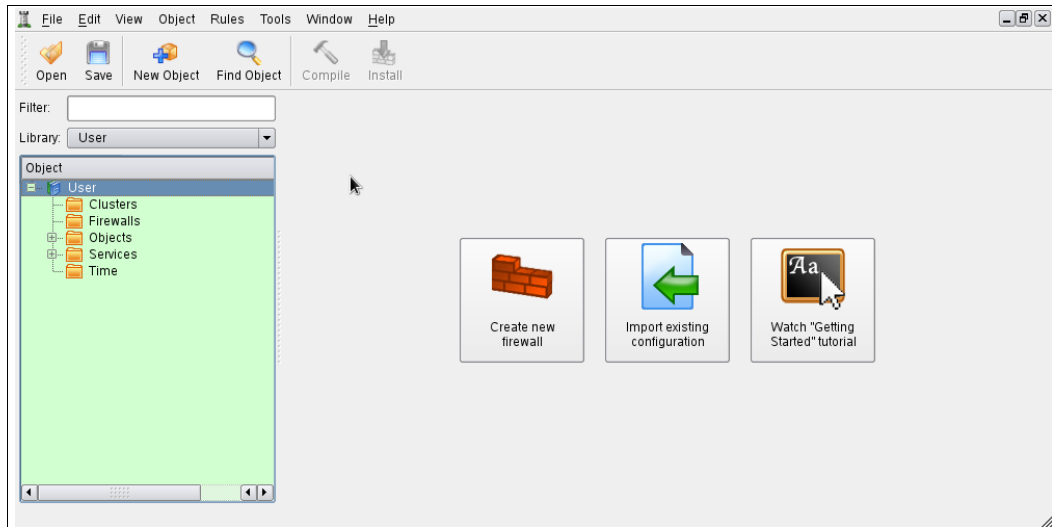 File Edit View Object Rules Tools Window Help
Open Save New Object Find Object Compile Install
Filter:
Library: User
Object
User
Clusters
Firewalls
Objects
Services
Time
Create new
firewall
Import existing
configuration
Aa
Watch "Getting
Started" tutorial